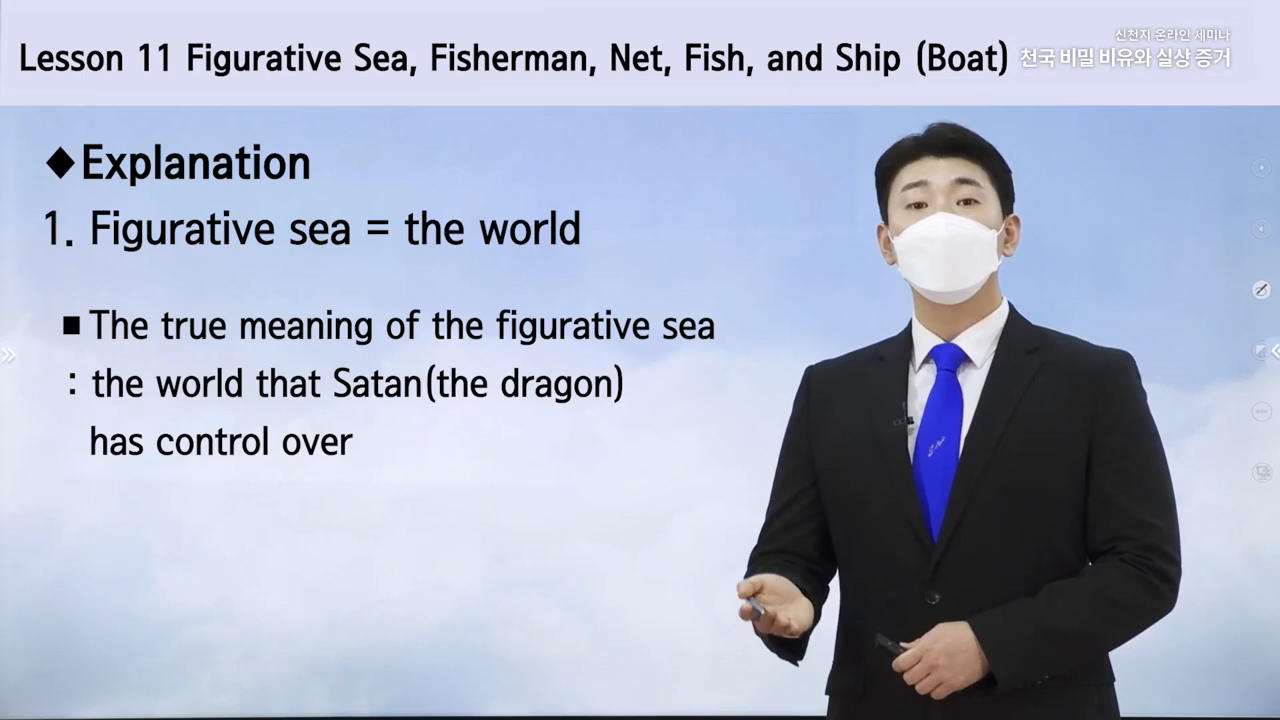 Lesson 11 Figurative Sea, Fisherman, Net, Fish, and Ship (Boat)
신천지 온라인 세미나
천국 비밀 비유와 실상 증거
◆Explanation
1. Figurative sea = the world
■ The true meaning of the figurative sea
: the world that Satan(the dragon)
has control over